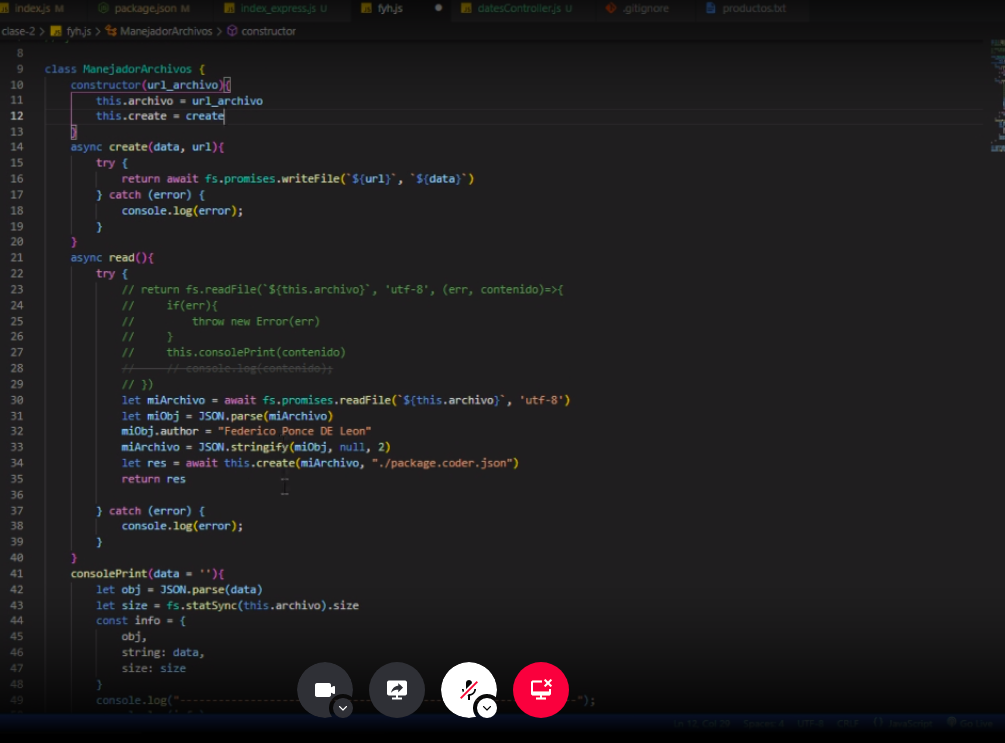 index.js M package.json M index_express.js U fyh.js datesController.js U .gitignore productos.txt
clase-2 > fyh.js > ManejadorArchivos > constructor
8
9 class ManejadorArchivos {
10 constructor(url_archivo){
11 this.archivo = url_archivo
12 this.create = create
13 }
14 async create(data, url){
15 try {
16 return await fs.promises.writeFile(`${url}`, `${data}`)
17 } catch (error) {
18 console.log(error);
19 }
20 }
21 async read(){
22 try {
23 // return fs.readFile(`${this.archivo}`, 'utf-8', (err, contenido)=>{
24 // if(err){
25 // throw new Error(err)
26 // }
27 // this.consolePrint(contenido)
28 // // console.log(contenido);
29 // })
30 let miArchivo = await fs.promises.readFile(`${this.archivo}`, 'utf-8')
31 let miObj = JSON.parse(miArchivo)
32 miObj.author = "Federico Ponce DE Leon"
33 miArchivo = JSON.stringify(miObj, null, 2)
34 let res = await this.create(miArchivo, "./package.coder.json")
35 return res
36
37 } catch (error) {
38 console.log(error);
39 }
40 }
41 consolePrint(data = ''){
42 let obj = JSON.parse(data)
43 let size = fs.statSync(this.archivo).size
44 const info = {
45 obj,
46 string: data,
47 size: size
48 }
49 console.log("
Ln 12, Col 29 Spaces: 4 UTF-8 CRLF JavaScript Go Live